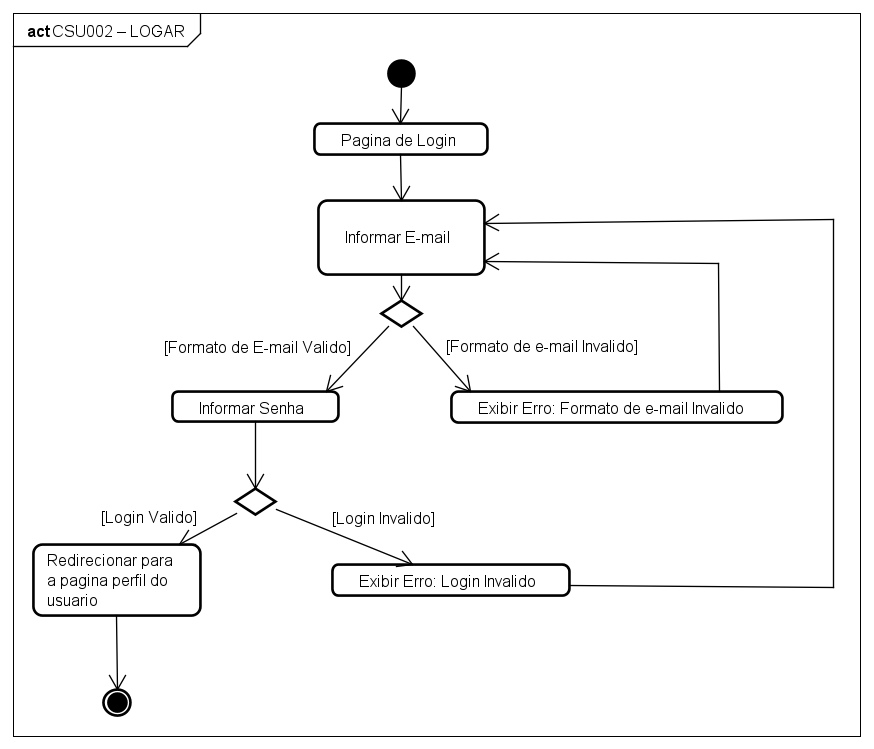 act CSU002 – LOGAR
Pagina de Login
Informar E-mail
[Formato de E-mail Valido]
[Formato de e-mail Invalido]
Informar Senha
Exibir Erro: Formato de e-mail Invalido
[Login Valido]
[Login Invalido]
Redirecionar para
a pagina perfil do
usuario
Exibir Erro: Login Invalido